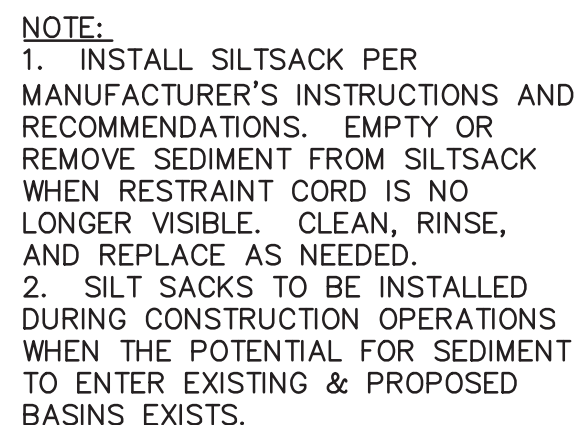 NOTE:
1. INSTALL SILTSACK PER
MANUFACTURER'S INSTRUCTIONS AND
RECOMMENDATIONS. EMPTY OR
REMOVE SEDIMENT FROM SILTSACK
WHEN RESTRAINT CORD IS NO
LONGER VISIBLE. CLEAN, RINSE,
AND REPLACE AS NEEDED.
2. SILT SACKS TO BE INSTALLED
DURING CONSTRUCTION OPERATIONS
WHEN THE POTENTIAL FOR SEDIMENT
TO ENTER EXISTING & PROPOSED
BASINS EXISTS.